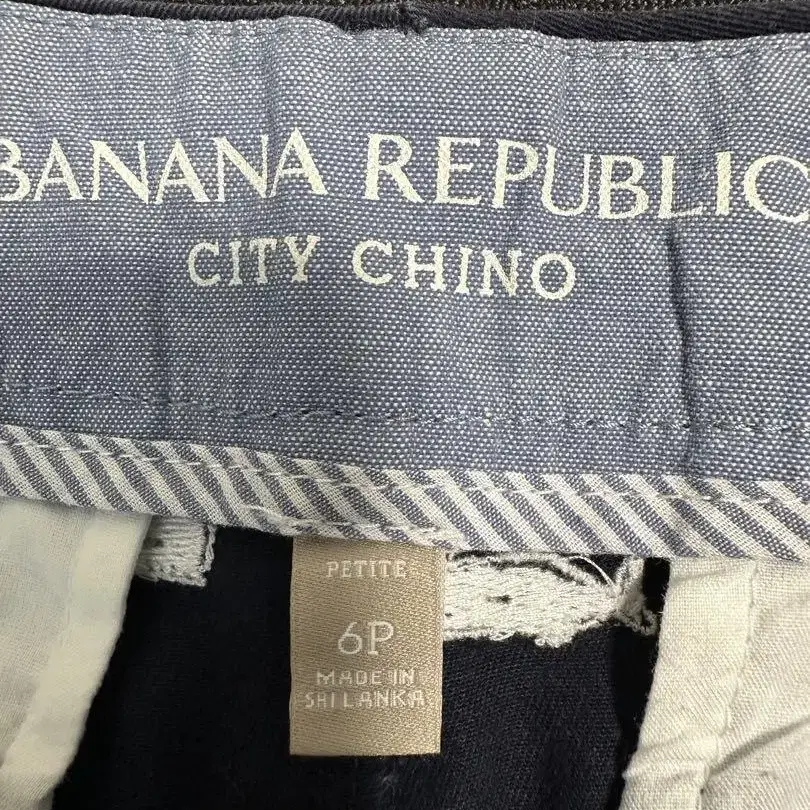 BANANA REPUBLIC
CITY CHINO
PETITE
6P
MADE IN
SRI LANKA